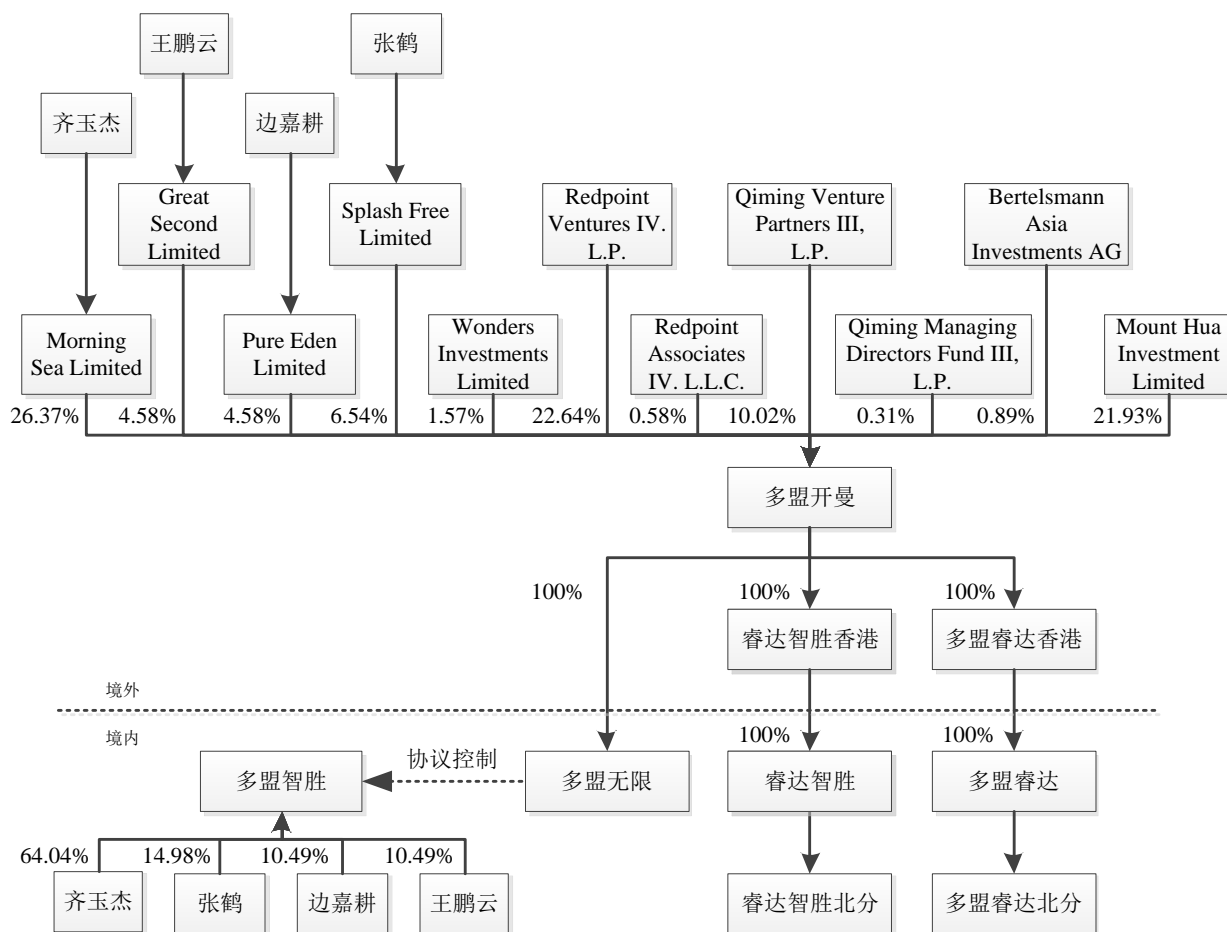 王鹏云
张鹤
齐玉杰
边嘉耕
Great
Second
Limited
Splash Free
Limited
Redpoint
Ventures IV.
L.P.
Qiming Venture
Partners III,
L.P.
Bertelsmann
Asia
Investments AG
Morning
Sea Limited
Pure Eden
Limited
Wonders
Investments
Limited
Redpoint
Associates
IV. L.L.C.
Qiming Managing
Directors Fund III,
L.P.
Mount Hua
Investment
Limited
26.37%
4.58%
4.58%
6.54%
1.57%
22.64%
0.58%
10.02%
0.31%
0.89%
21.93%
多盟开曼
100%
100%
100%
睿达智胜香港
多盟睿达香港
境外
境内
100%
100%
多盟智胜
协议控制
多盟无限
睿达智胜
多盟睿达
64.04%
14.98%
10.49%
10.49%
齐玉杰
张鹤
边嘉耕
王鹏云
睿达智胜北分
多盟睿达北分